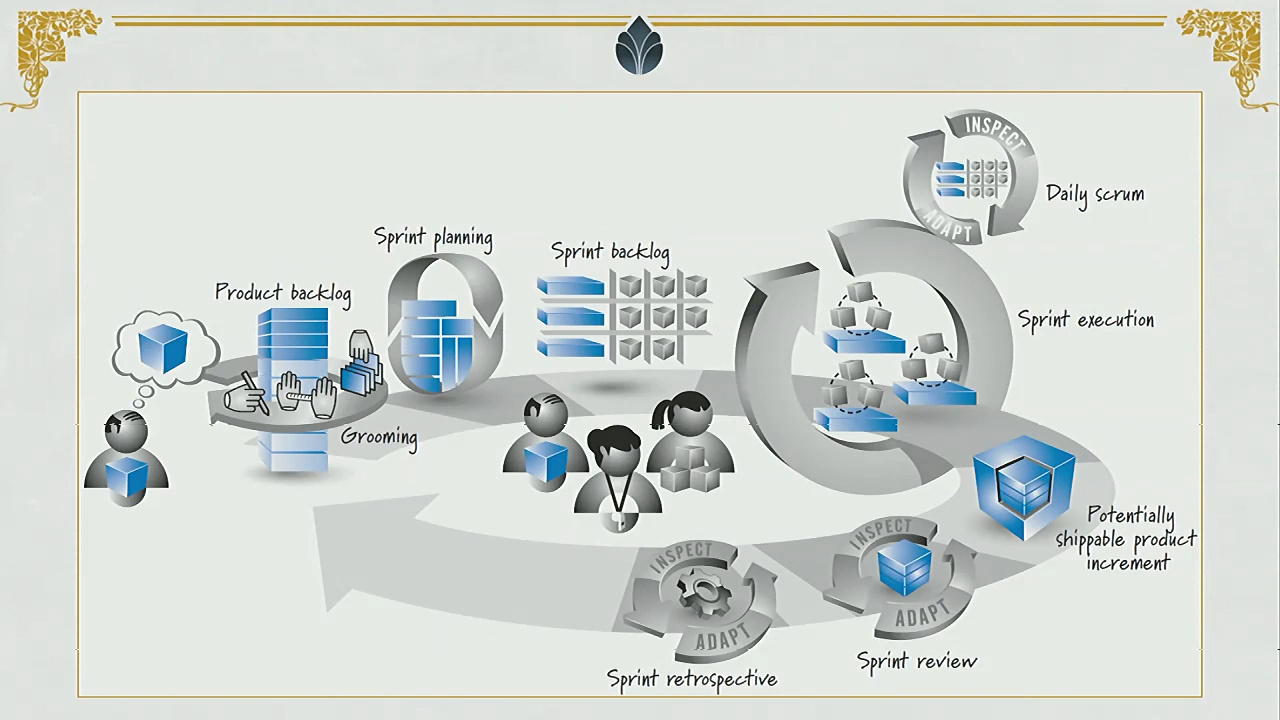 INSPECT
ADAPT
Daily scrum
Sprint planning
Sprint backlog
Product backlog
Sprint execution
Grooming
Potentially
shippable product
increment
INSPECT
ADAPT
Sprint review
INSPECT
ADAPT
Sprint retrospective